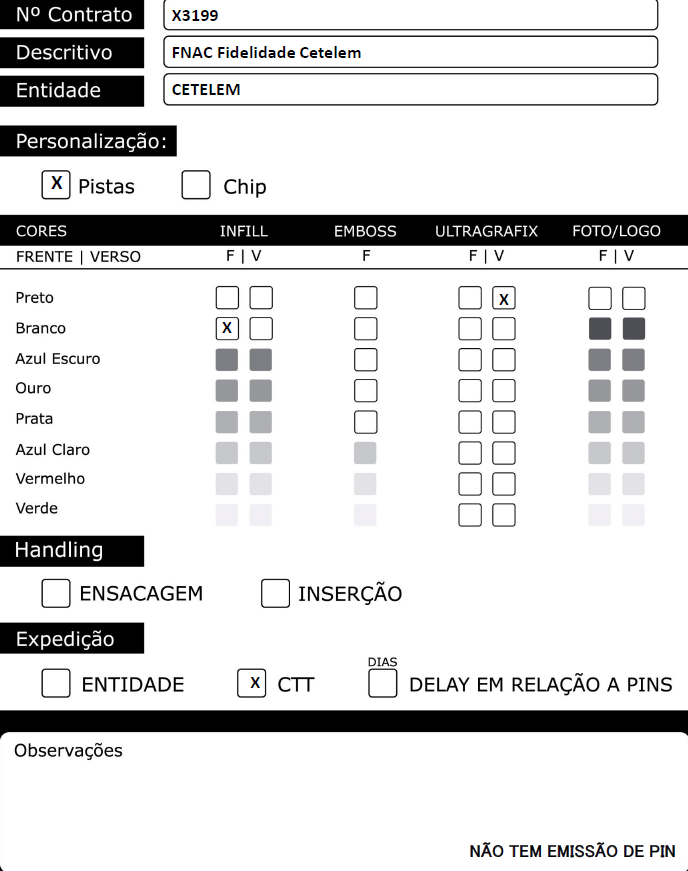 Nº Contrato X3199
Descritivo FNAC Fidelidade Cetelem
Entidade CETELEM
Personalização:
X Pistas Chip
CORES INFILL EMBOSS ULTRAGRAFIX FOTO/LOGO
FRENTE | VERSO F | V F F | V F | V
Preto X
Branco X
Azul Escuro
Ouro
Prata
Azul Claro
Vermelho
Verde
Handling
ENSACAGEM INSERÇÃO
Expedição
DIAS
ENTIDADE X CTT DELAY EM RELAÇÃO A PINS
Observações
NÃO TEM EMISSÃO DE PIN